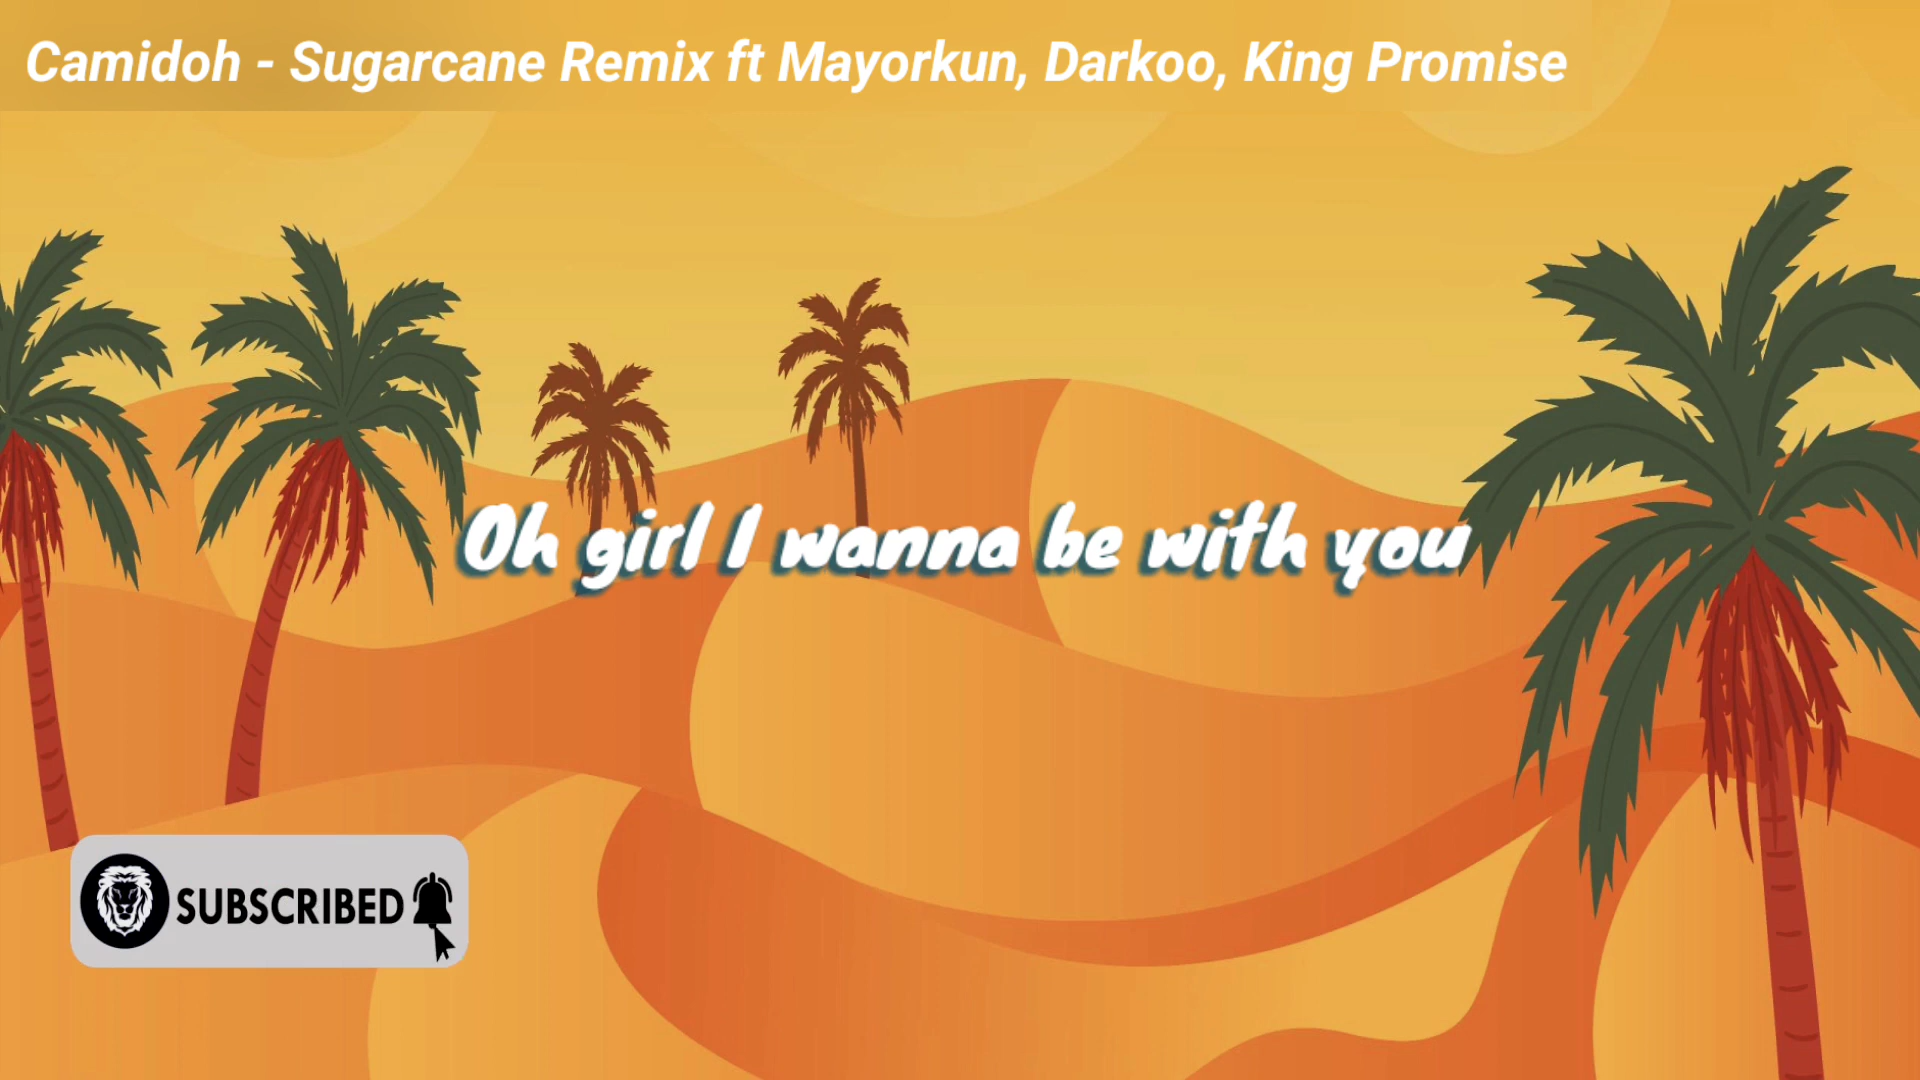 Camidoh - Sugarcane Remix ft Mayorkun, Darkoo, King Promise
Oh girl I wanna be with you
SUBSCRIBED